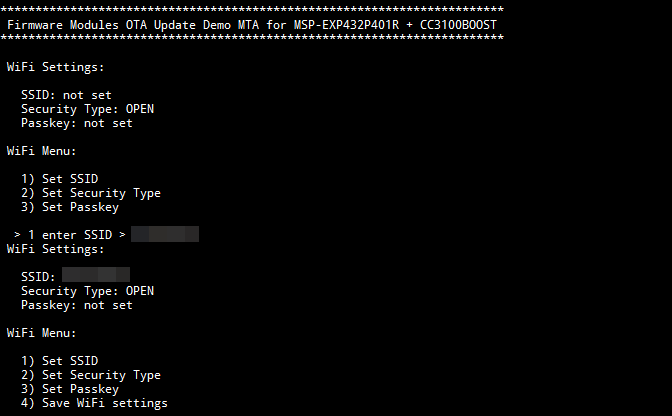 ************************************************************************
Firmware Modules OTA Update Demo MTA for MSP-EXP432P401R + CC3100BOOST
************************************************************************
WiFi Settings:
SSID: not set
Security Type: OPEN
Passkey: not set
WiFi Menu:
1) Set SSID
2) Set Security Type
3) Set Passkey
> 1 enter SSID >
WiFi Settings:
SSID:
Security Type: OPEN
Passkey: not set
WiFi Menu:
1) Set SSID
2) Set Security Type
3) Set Passkey
4) Save WiFi settings